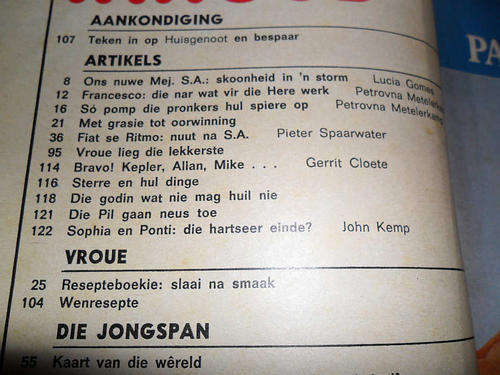 AANKONDIGING
107 Teken in op Huisgenoot en bespaar
ARTIKELS
8 Ons nuwe Mej. S.A.: skoonheid in 'n storm Lucia Gomes
12 Francesco: die nar wat vir die Here werk Petrovna Metelerkamp
16 Só pomp die pronkers hul spiere op Petrovna Metelerkamp
21 Met grasie tot oorwinning
36 Fiat se Ritmo: nuut na S.A. Pieter Spaarwater
95 Vroue lieg die lekkerste
114 Bravo! Kepler, Allan, Mike . . . Gerrit Cloete
116 Sterre en hul dinge
118 Die godin wat nie mag huil nie
121 Die Pil gaan neus toe
122 Sophia en Ponti: die hartseer einde? John Kemp
VROUE
25 Resepteboekie: slaai na smaak
104 Wenresepte
DIE JONGSPAN
55 Kaart van die wêreld
PA